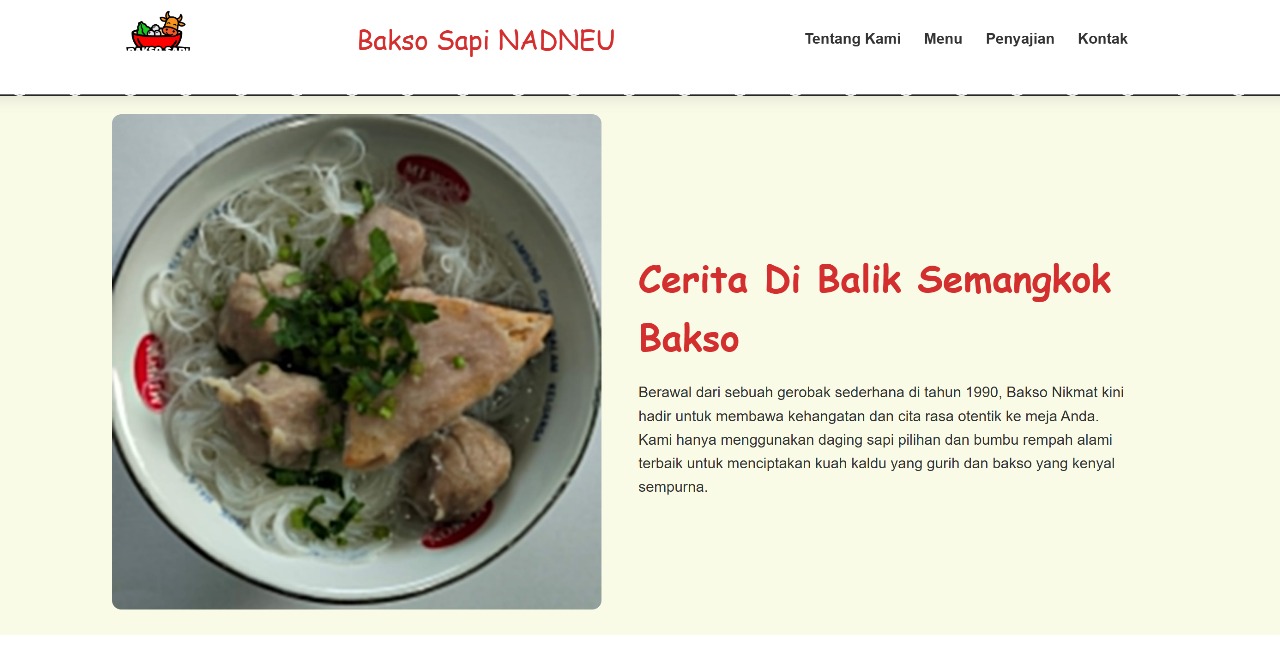 BAKSO SAPI
Bakso Sapi NADNEU
Tentang Kami Menu Penyajian Kontak
Cerita Di Balik Semangkok
Bakso
Berawal dari sebuah gerobak sederhana di tahun 1990, Bakso Nikmat kini
hadir untuk membawa kehangatan dan cita rasa otentik ke meja Anda.
Kami hanya menggunakan daging sapi pilihan dan bumbu rempah alami
terbaik untuk menciptakan kuah kaldu yang gurih dan bakso yang kenyal
sempurna.